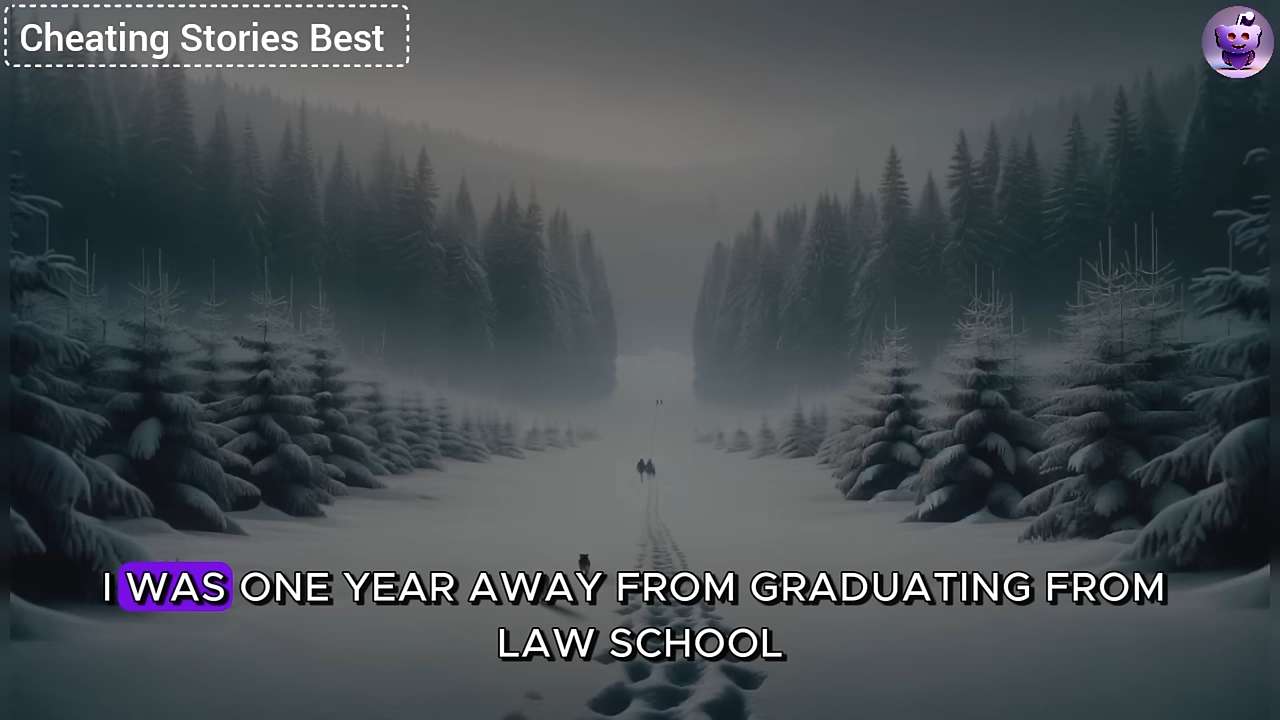 Cheating Stories Best
I WAS ONE YEAR AWAY FROM GRADUATING FROM
LAW SCHOOL